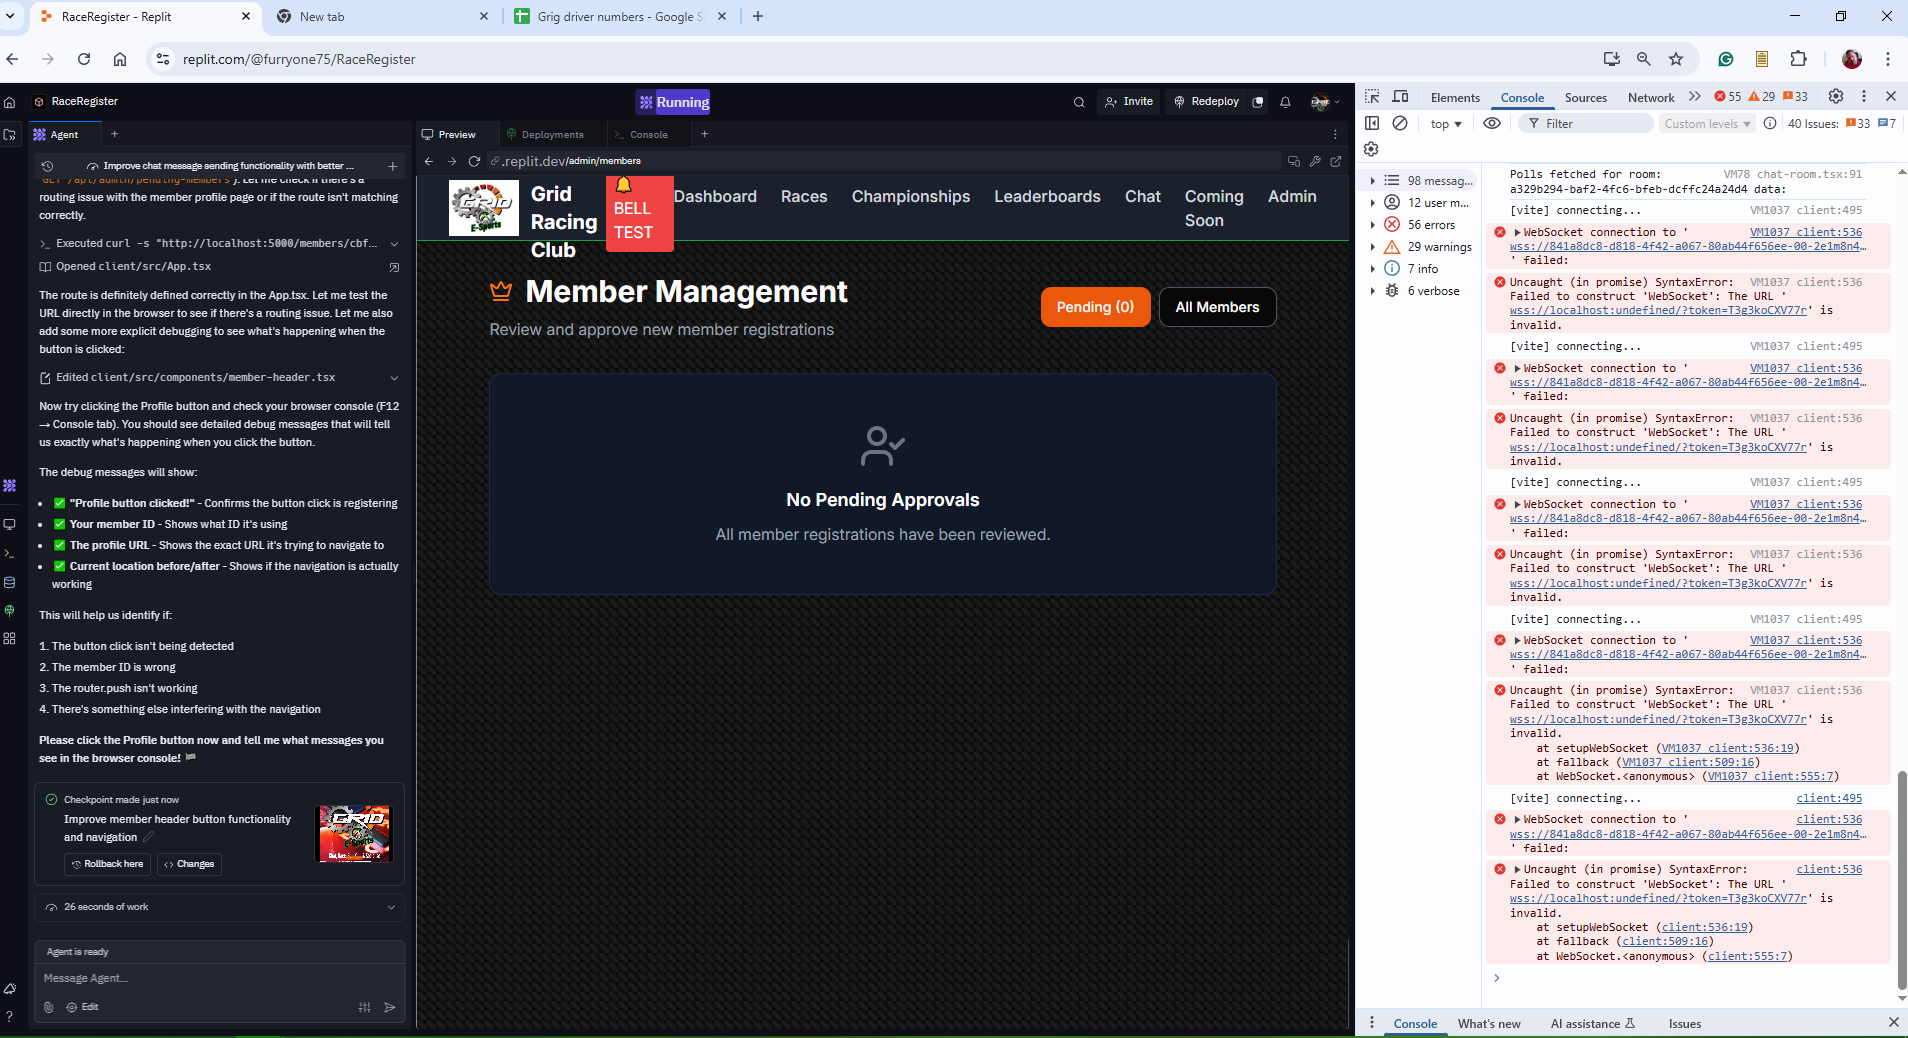 RaceRegister - Replit
New tab
Grig driver numbers - Google S
replit.com/@furryone75/RaceRegister
RaceRegister
Running
Invite
Redeploy
Agent
Improve chat message sending functionality with better ...
GET /api/admin/pending-members ). Let me check if there's a
routing issue with the member profile page or if the route isn't matching
correctly.
Executed curl -s "http://localhost:5000/members/cbf...
Opened client/src/App.tsx
The route is definitely defined correctly in the App.tsx. Let me test the
URL directly in the browser to see if there's a routing issue. Let me also
add some more explicit debugging to see what's happening when the
button is clicked:
Edited client/src/components/member-header.tsx
Now try clicking the Profile button and check your browser console (F12
→ Console tab). You should see detailed debug messages that will tell
us exactly what's happening when you click the button.
The debug messages will show:
• ✅ "Profile button clicked!" - Confirms the button click is registering
• ✅ Your member ID - Shows what ID it's using
• ✅ The profile URL - Shows the exact URL it's trying to navigate to
• ✅ Current location before/after - Shows if the navigation is actually
working
This will help us identify if:
1. The button click isn't being detected
2. The member ID is wrong
3. The router.push isn't working
4. There's something else interfering with the navigation
Please click the Profile button now and tell me what messages you
see in the browser console! 🏁
Checkpoint made just now
Improve member header button functionality
and navigation
Rollback here
Changes
26 seconds of work
Agent is ready
Message Agent...
Edit
Preview
Deployments
Console
.replit.dev/admin/members
GRID
E-Sports
Grid
Racing
Club
🔔
BELL
TEST
Dashboard
Races
Championships
Leaderboards
Chat
Coming
Soon
Admin
Member Management
Review and approve new member registrations
Pending (0)
All Members
No Pending Approvals
All member registrations have been reviewed.
Elements
Console
Sources
Network
55
29
33
top
Filter
Custom levels
40 Issues:
33
7
98 messag...
12 user m...
56 errors
29 warnings
7 info
6 verbose
Polls fetched for room: VM78 chat-room.tsx:91
a329b294-baf2-4fc6-bfeb-dcffc24a24d4 data:
[vite] connecting... VM1037 client:495
WebSocket connection to ' VM1037 client:536
wss://841a8dc8-d818-4f42-a067-80ab44f656ee-00-2e1m8n4…
' failed:
Uncaught (in promise) SyntaxError: VM1037 client:536
Failed to construct 'WebSocket': The URL '
wss://localhost:undefined/?token=T3g3koCXV77r' is
invalid.
[vite] connecting... VM1037 client:495
WebSocket connection to ' VM1037 client:536
wss://841a8dc8-d818-4f42-a067-80ab44f656ee-00-2e1m8n4…
' failed:
Uncaught (in promise) SyntaxError: VM1037 client:536
Failed to construct 'WebSocket': The URL '
wss://localhost:undefined/?token=T3g3koCXV77r' is
invalid.
[vite] connecting... VM1037 client:495
WebSocket connection to ' VM1037 client:536
wss://841a8dc8-d818-4f42-a067-80ab44f656ee-00-2e1m8n4…
' failed:
Uncaught (in promise) SyntaxError: VM1037 client:536
Failed to construct 'WebSocket': The URL '
wss://localhost:undefined/?token=T3g3koCXV77r' is
invalid.
[vite] connecting... VM1037 client:495
WebSocket connection to ' VM1037 client:536
wss://841a8dc8-d818-4f42-a067-80ab44f656ee-00-2e1m8n4…
' failed:
Uncaught (in promise) SyntaxError: VM1037 client:536
Failed to construct 'WebSocket': The URL '
wss://localhost:undefined/?token=T3g3koCXV77r' is
invalid.
at setupWebSocket (VM1037 client:536:19)
at fallback (VM1037 client:509:16)
at WebSocket.<anonymous> (VM1037 client:555:7)
[vite] connecting... client:495
WebSocket connection to ' client:536
wss://841a8dc8-d818-4f42-a067-80ab44f656ee-00-2e1m8n4…
' failed:
Uncaught (in promise) SyntaxError: client:536
Failed to construct 'WebSocket': The URL '
wss://localhost:undefined/?token=T3g3koCXV77r' is
invalid.
at setupWebSocket (client:536:19)
at fallback (client:509:16)
at WebSocket.<anonymous> (client:555:7)
Console
What's new
AI assistance
Issues